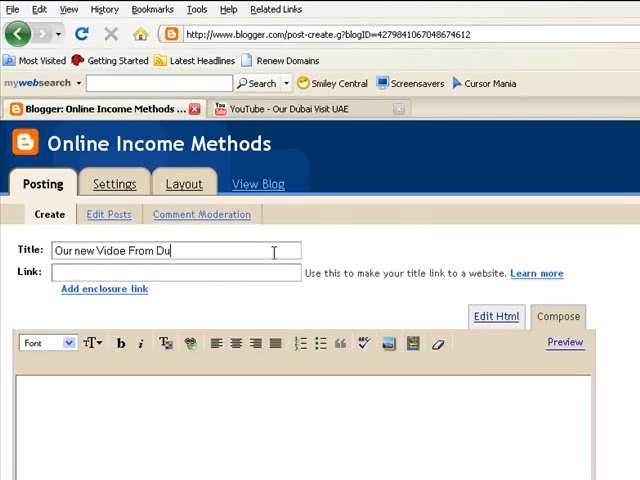 File Edit View History Bookmarks Tools Help Related Links
http://www.blogger.com/post-create.g?blogID=4279841067048674612
Most Visited Getting Started Latest Headlines Renew Domains
mywebsearch Search Smiley Central Screensavers Cursor Mania
Blogger: Online Income Methods ... YouTube - Our Dubai Visit UAE
Online Income Methods
Posting Settings Layout View Blog
Create Edit Posts Comment Moderation
Title: Our new Vidoe From Du
Link: Use this to make your title link to a website. Learn more
Add enclosure link
Edit Html Compose
Font b i ABC Preview